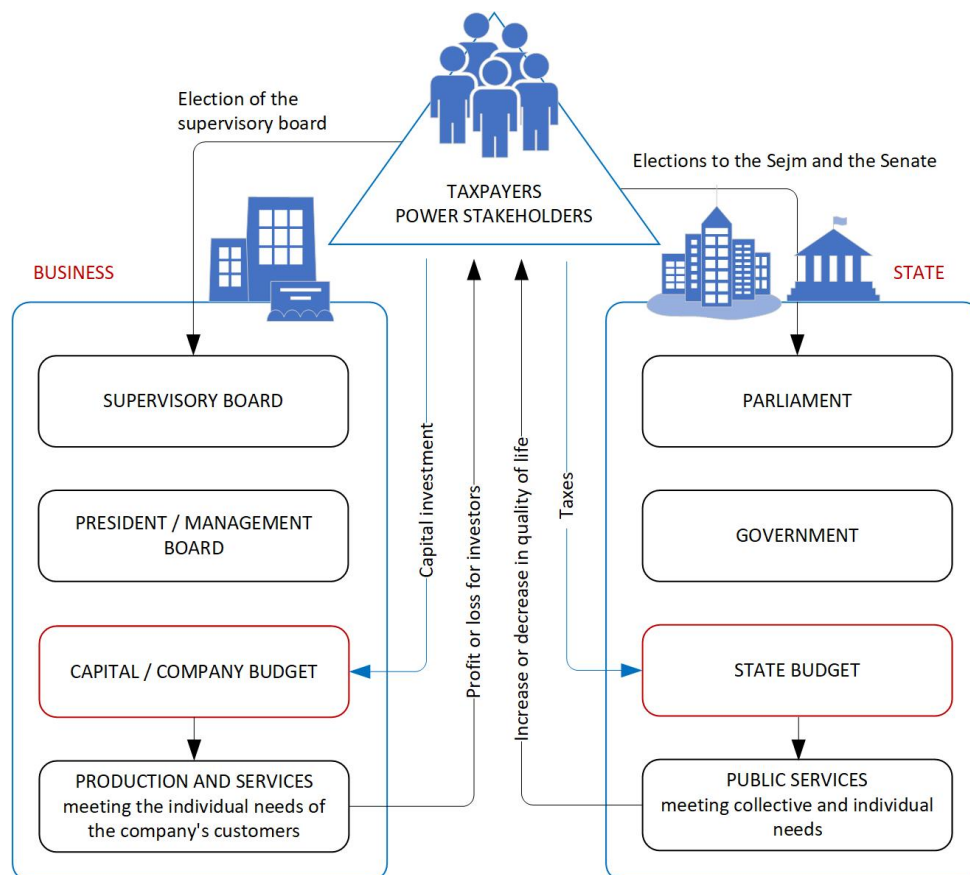 Election of the
supervisory board
Elections to the Sejm and the Senate
TAXPAYERS
POWER STAKEHOLDERS
BUSINESS
STATE
SUPERVISORY BOARD
PRESIDENT / MANAGEMENT
BOARD
CAPITAL / COMPANY BUDGET
PRODUCTION AND SERVICES
meeting the individual needs of
the company's customers
Capital investment
Profit or loss for investors
Increase or decrease in quality of life
Taxes
PARLIAMENT
GOVERNMENT
STATE BUDGET
PUBLIC SERVICES
meeting collective and individual
needs